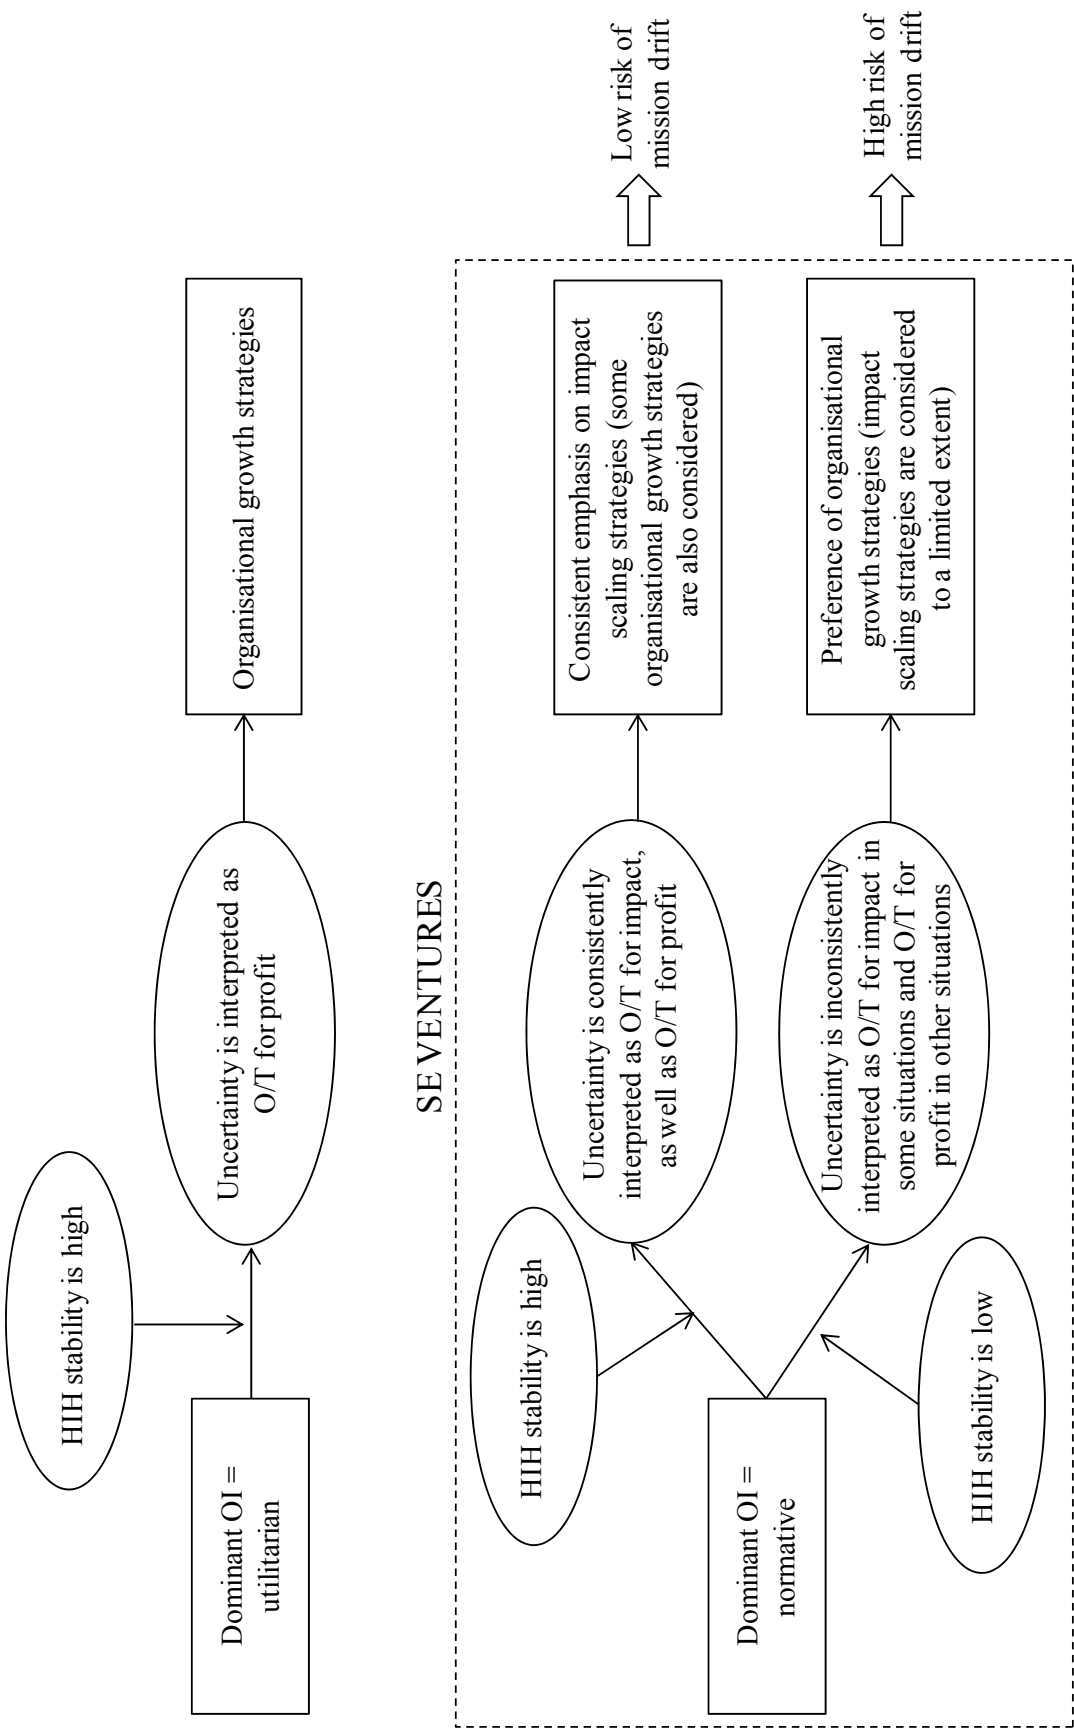 HIH stability is high
Dominant OI =
utilitarian
Uncertainty is interpreted as
O/T for profit
Organisational growth strategies
SE VENTURES
HIH stability is high
Dominant OI =
normative
HIH stability is low
Uncertainty is consistently
interpreted as O/T for impact,
as well as O/T for profit
Uncertainty is inconsistently
interpreted as O/T for impact in
some situations and O/T for
profit in other situations
Consistent emphasis on impact
scaling strategies (some
organisational growth strategies
are also considered)
Preference of organisational
growth strategies (impact
scaling strategies are considered
to a limited extent)
Low risk of
mission drift
High risk of
mission drift